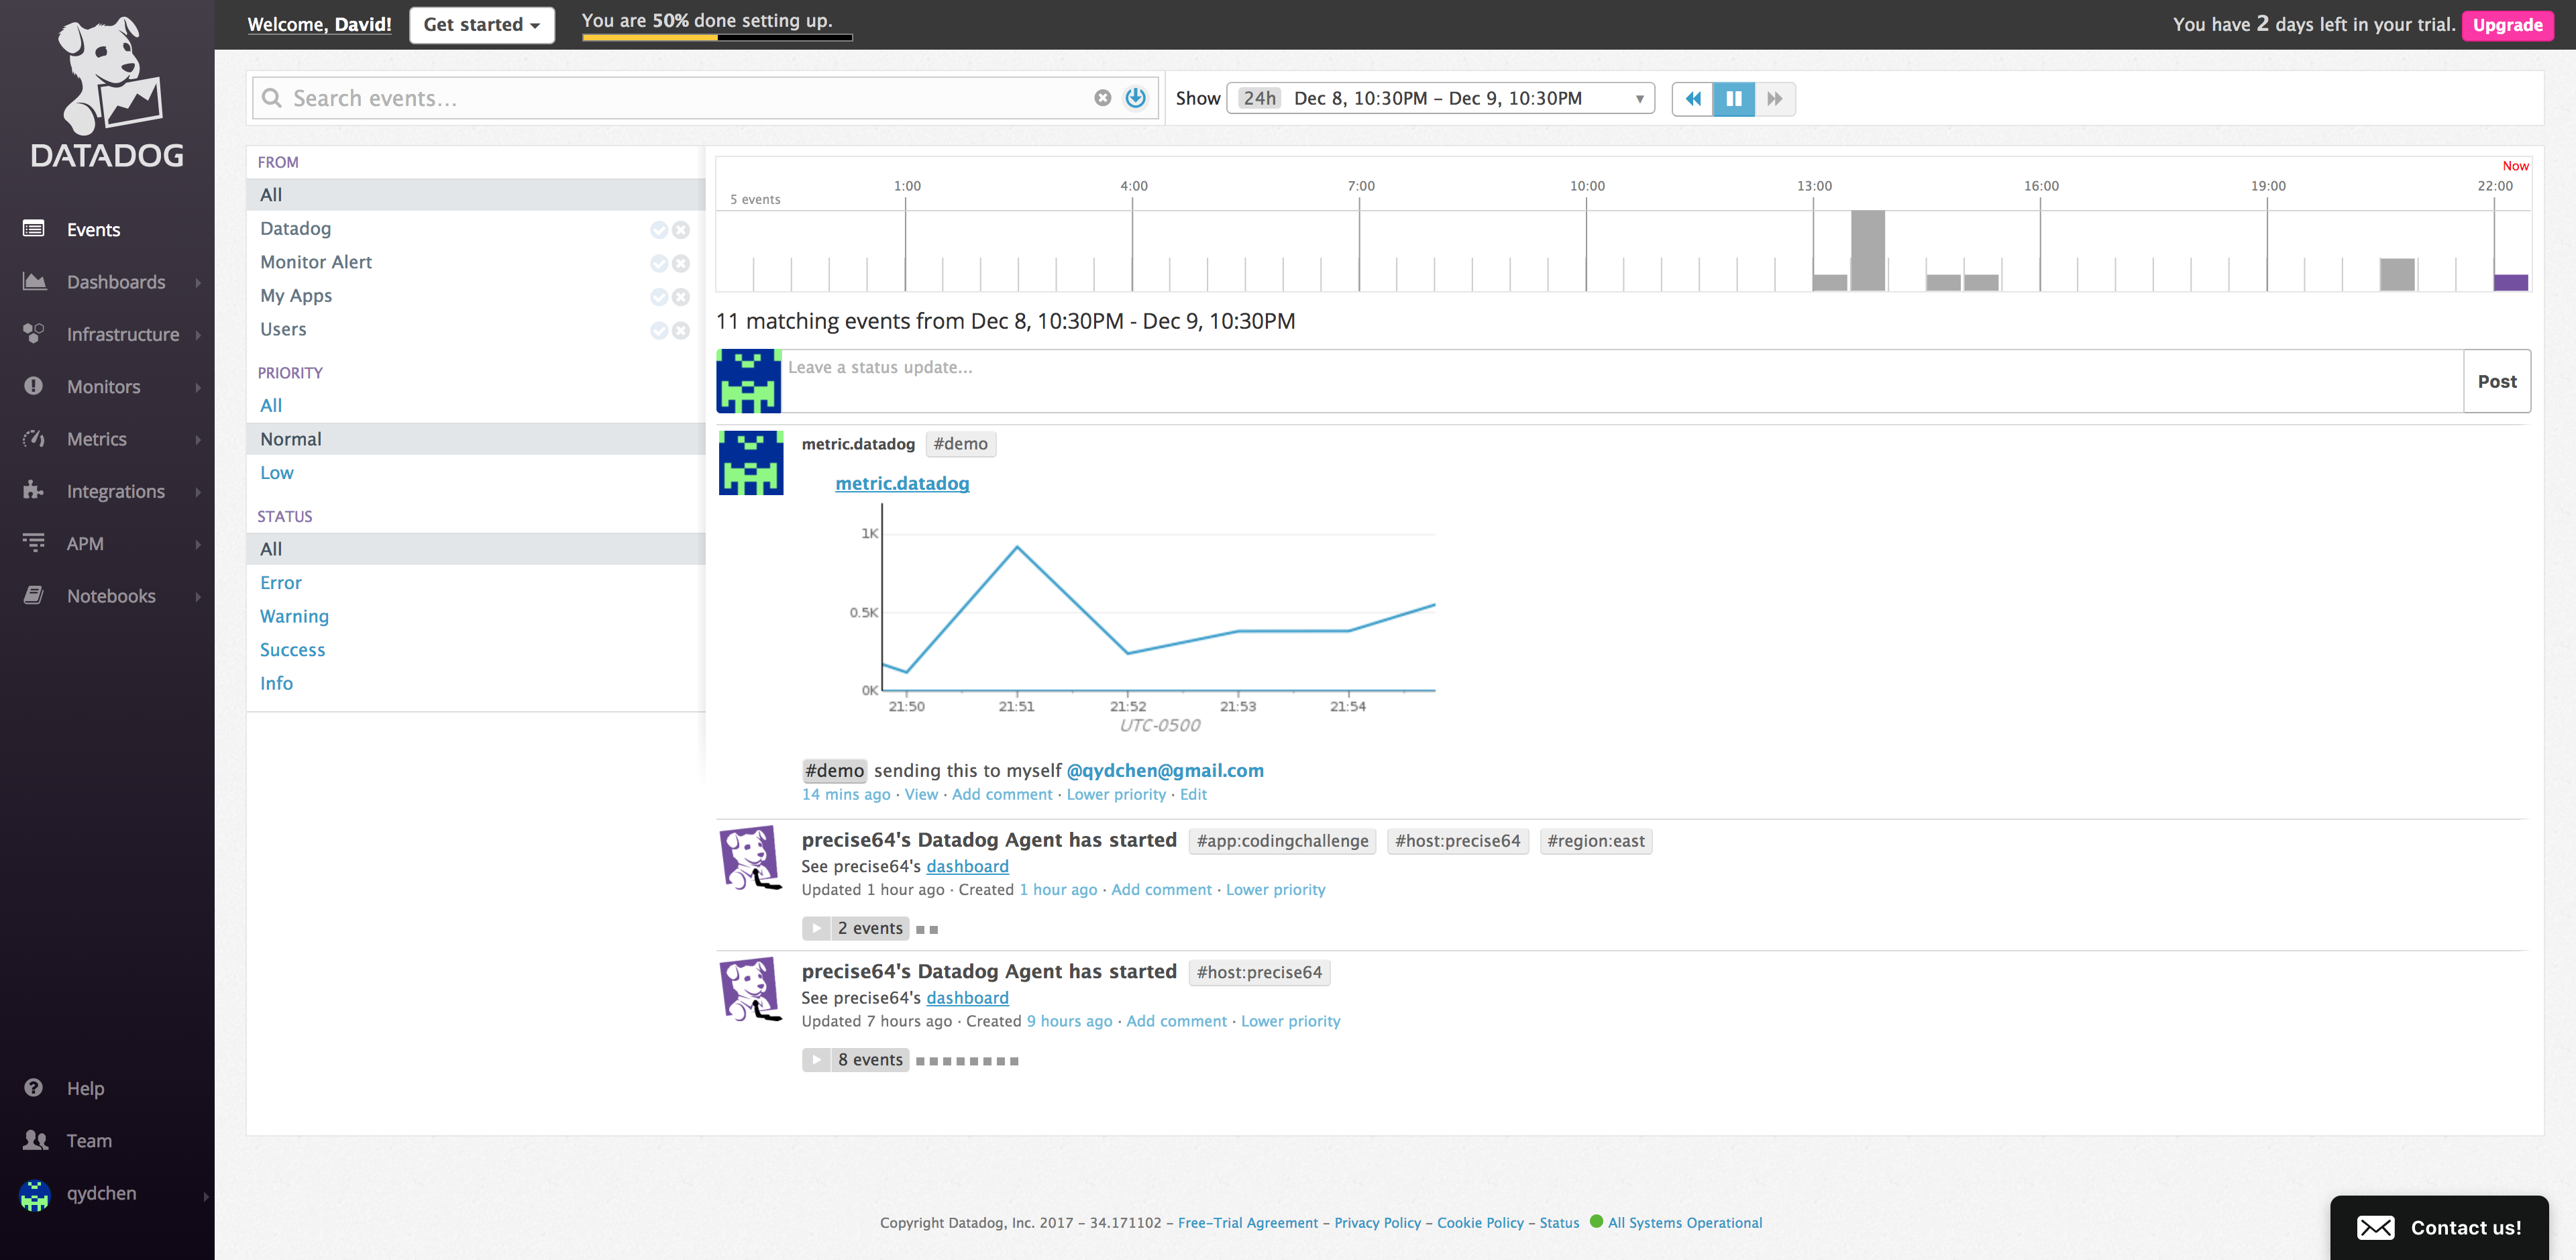 DATADOG
Events
Dashboards
Infrastructure
Monitors
Metrics
Integrations
APM
Notebooks
Help
Team
qydchen
Welcome, David!
Get started
You are 50% done setting up.
You have 2 days left in your trial.
Upgrade
Search events...
Show
24h Dec 8, 10:30PM – Dec 9, 10:30PM
FROM
All
Datadog
Monitor Alert
My Apps
Users
PRIORITY
All
Normal
Low
STATUS
All
Error
Warning
Success
Info
Now
1:00 4:00 7:00 10:00 13:00 16:00 19:00 22:00
5 events
11 matching events from Dec 8, 10:30PM - Dec 9, 10:30PM
Leave a status update...
Post
metric.datadog #demo
metric.datadog
1K
0.5K
0K
21:50 21:51 21:52 21:53 21:54
UTC-0500
#demo sending this to myself @qydchen@gmail.com
14 mins ago · View · Add comment · Lower priority · Edit
precise64's Datadog Agent has started #app:codingchallenge #host:precise64 #region:east
See precise64's dashboard
Updated 1 hour ago · Created 1 hour ago · Add comment · Lower priority
2 events
precise64's Datadog Agent has started #host:precise64
See precise64's dashboard
Updated 7 hours ago · Created 9 hours ago · Add comment · Lower priority
8 events
Copyright Datadog, Inc. 2017 – 34.171102 – Free-Trial Agreement – Privacy Policy – Cookie Policy – Status All Systems Operational
Contact us!